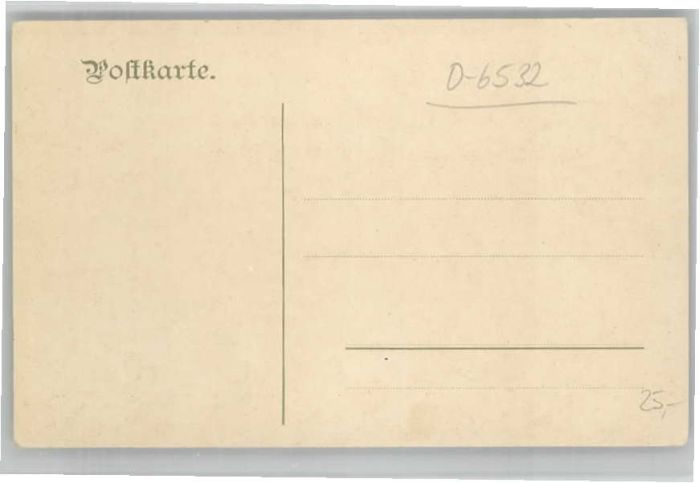 Postkarte.
D-6532
25,-